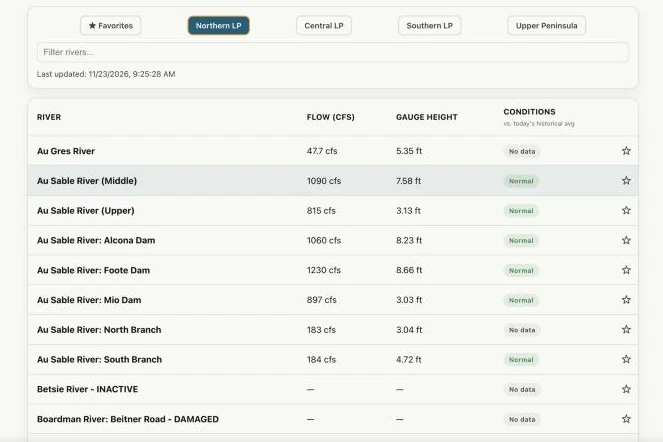 ★ Favorites Northern LP Central LP Southern LP Upper Peninsula
Filter rivers...
Last updated: 11/23/2026, 9:25:28 AM
RIVER FLOW (CFS) GAUGE HEIGHT CONDITIONS
vs. today's historical avg
Au Gres River 47.7 cfs 5.35 ft No data ☆
Au Sable River (Middle) 1090 cfs 7.58 ft Normal ☆
Au Sable River (Upper) 815 cfs 3.13 ft Normal ☆
Au Sable River: Alcona Dam 1060 cfs 8.23 ft Normal ☆
Au Sable River: Foote Dam 1230 cfs 8.66 ft Normal ☆
Au Sable River: Mio Dam 897 cfs 3.03 ft Normal ☆
Au Sable River: North Branch 183 cfs 3.04 ft No data ☆
Au Sable River: South Branch 184 cfs 4.72 ft Normal ☆
Betsie River - INACTIVE — — No data ☆
Boardman River: Beitner Road - DAMAGED — — No data ☆